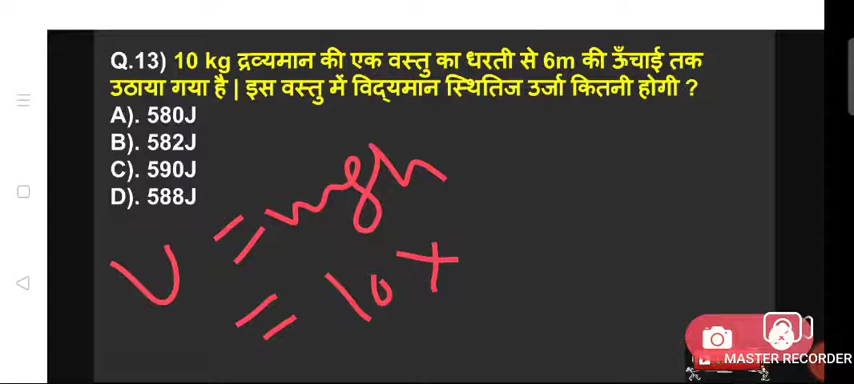 Q.13) 10 kg द्रव्यमान की एक वस्तु का धरती से 6m की ऊँचाई तक
उठाया गया है | इस वस्तु में विद्यमान स्थितिज उर्जा कितनी होगी ?
A). 580J
B). 582J
C). 590J
D). 588J
U = mgh
= 10 ×
MASTER RECORDER